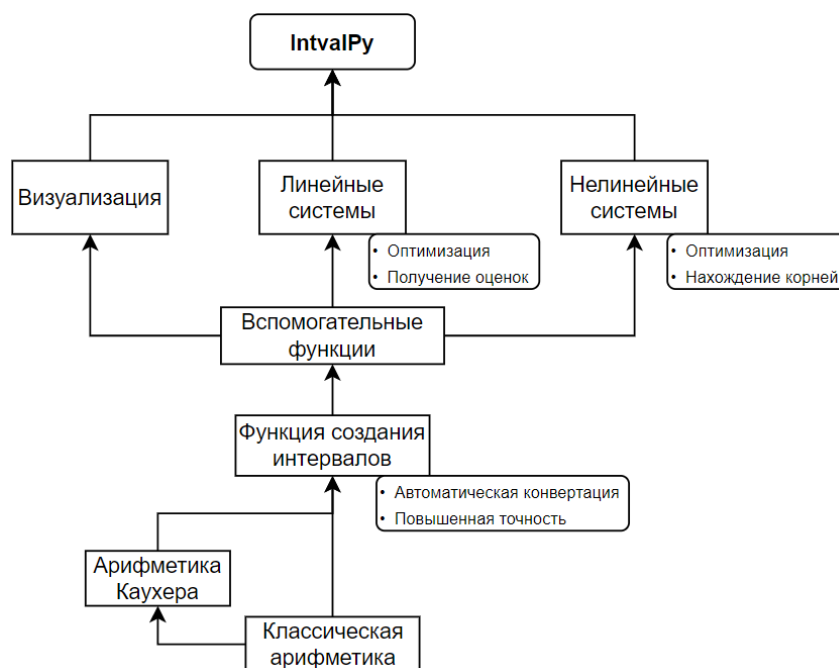 IntvalPy
Визуализация
Линейные
системы
Нелинейные
системы
• Оптимизация
• Получение оценок
• Оптимизация
• Нахождение корней
Вспомогательные
функции
Функция создания
интервалов
• Автоматическая конвертация
• Повышенная точность
Арифметика
Каухера
Классическая
арифметика